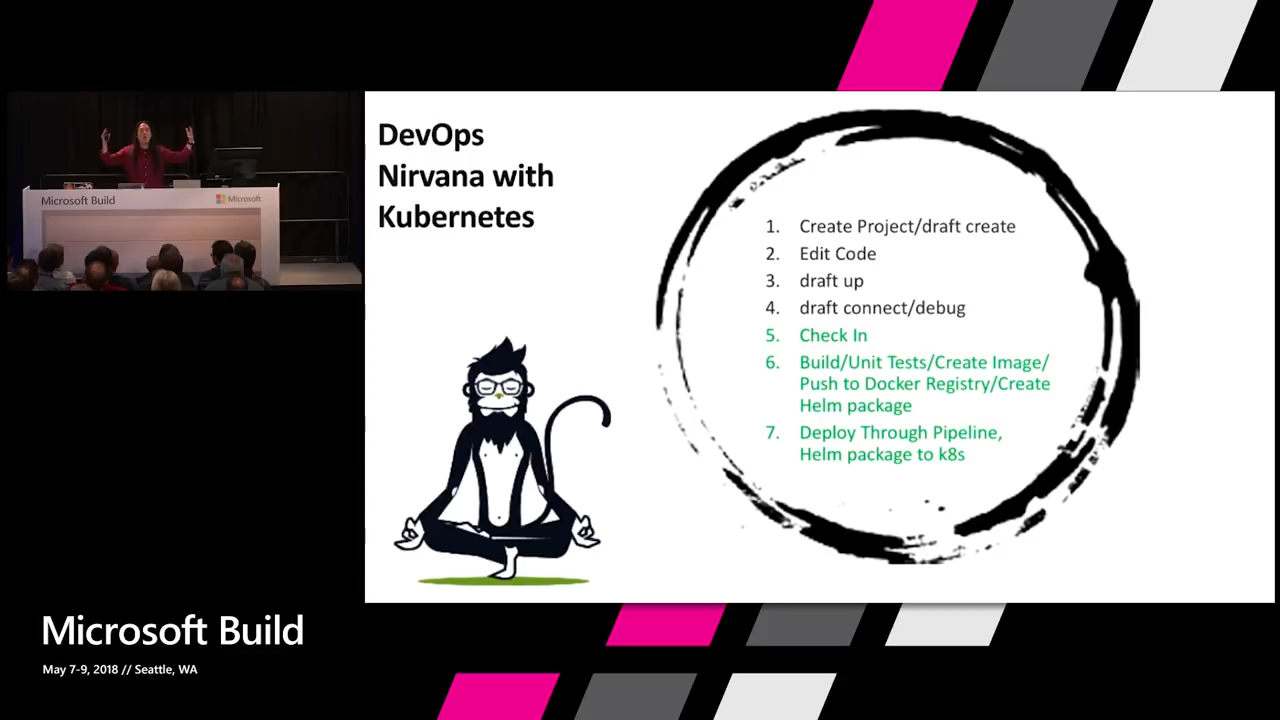 DevOps
Nirvana with
Kubernetes
1. Create Project/draft create
2. Edit Code
3. draft up
4. draft connect/debug
5. Check In
6. Build/Unit Tests/Create Image/
Push to Docker Registry/Create
Helm package
7. Deploy Through Pipeline,
Helm package to k8s
Microsoft Build
Microsoft
Microsoft Build
May 7-9, 2018 // Seattle, WA